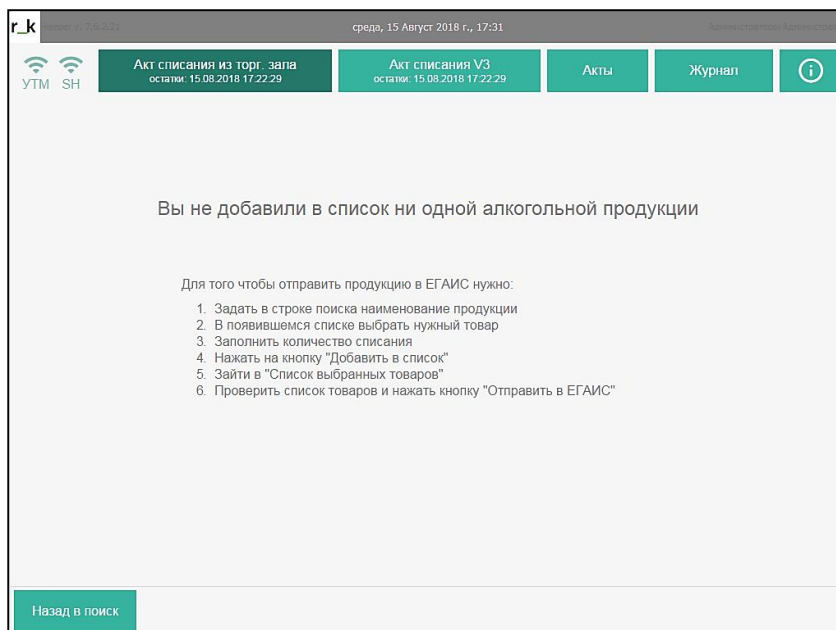 r_k
среда, 15 Август 2018 г., 17:31
УТМ SH
Акт списания из торг. зала
остатки: 15.08.2018 17:22:29
Акт списания V3
остатки: 15.08.2018 17:22:29
Акты
Журнал
Вы не добавили в список ни одной алкогольной продукции
Для того чтобы отправить продукцию в ЕГАИС нужно:
1. Задать в строке поиска наименование продукции
2. В появившемся списке выбрать нужный товар
3. Заполнить количество списания
4. Нажать на кнопку "Добавить в список"
5. Зайти в "Список выбранных товаров"
6. Проверить список товаров и нажать кнопку "Отправить в ЕГАИС"
Назад в поиск